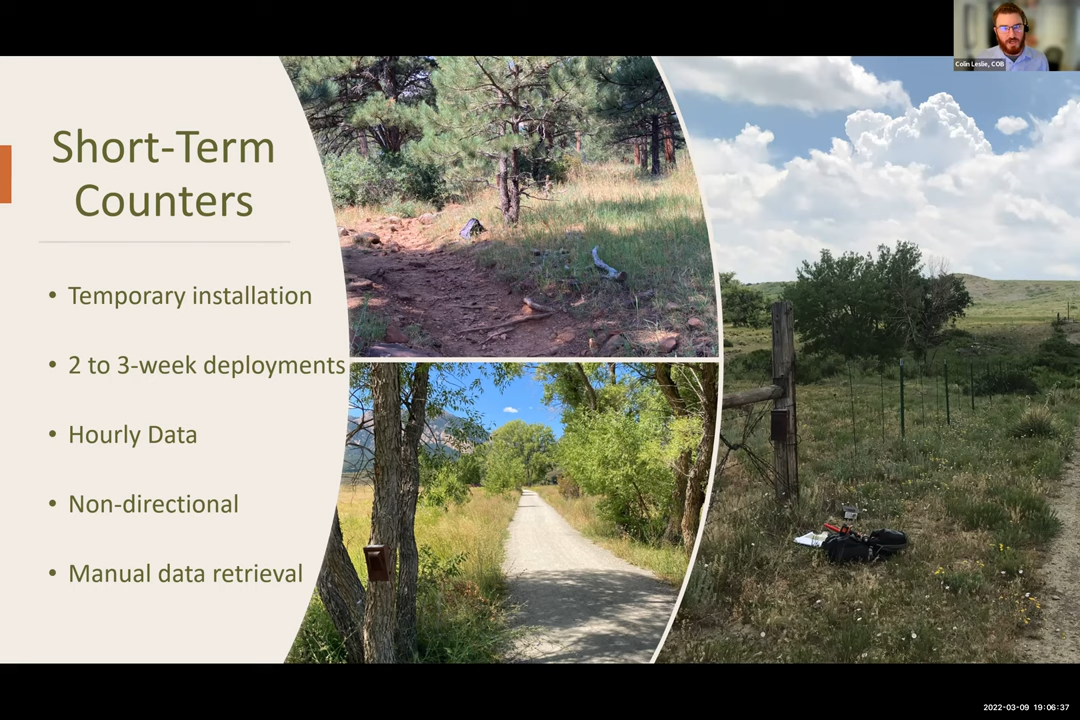 Colin Leslie, COB
Short-Term
Counters
• Temporary installation
• 2 to 3-week deployments
• Hourly Data
• Non-directional
• Manual data retrieval
2022-03-09 19:06:37